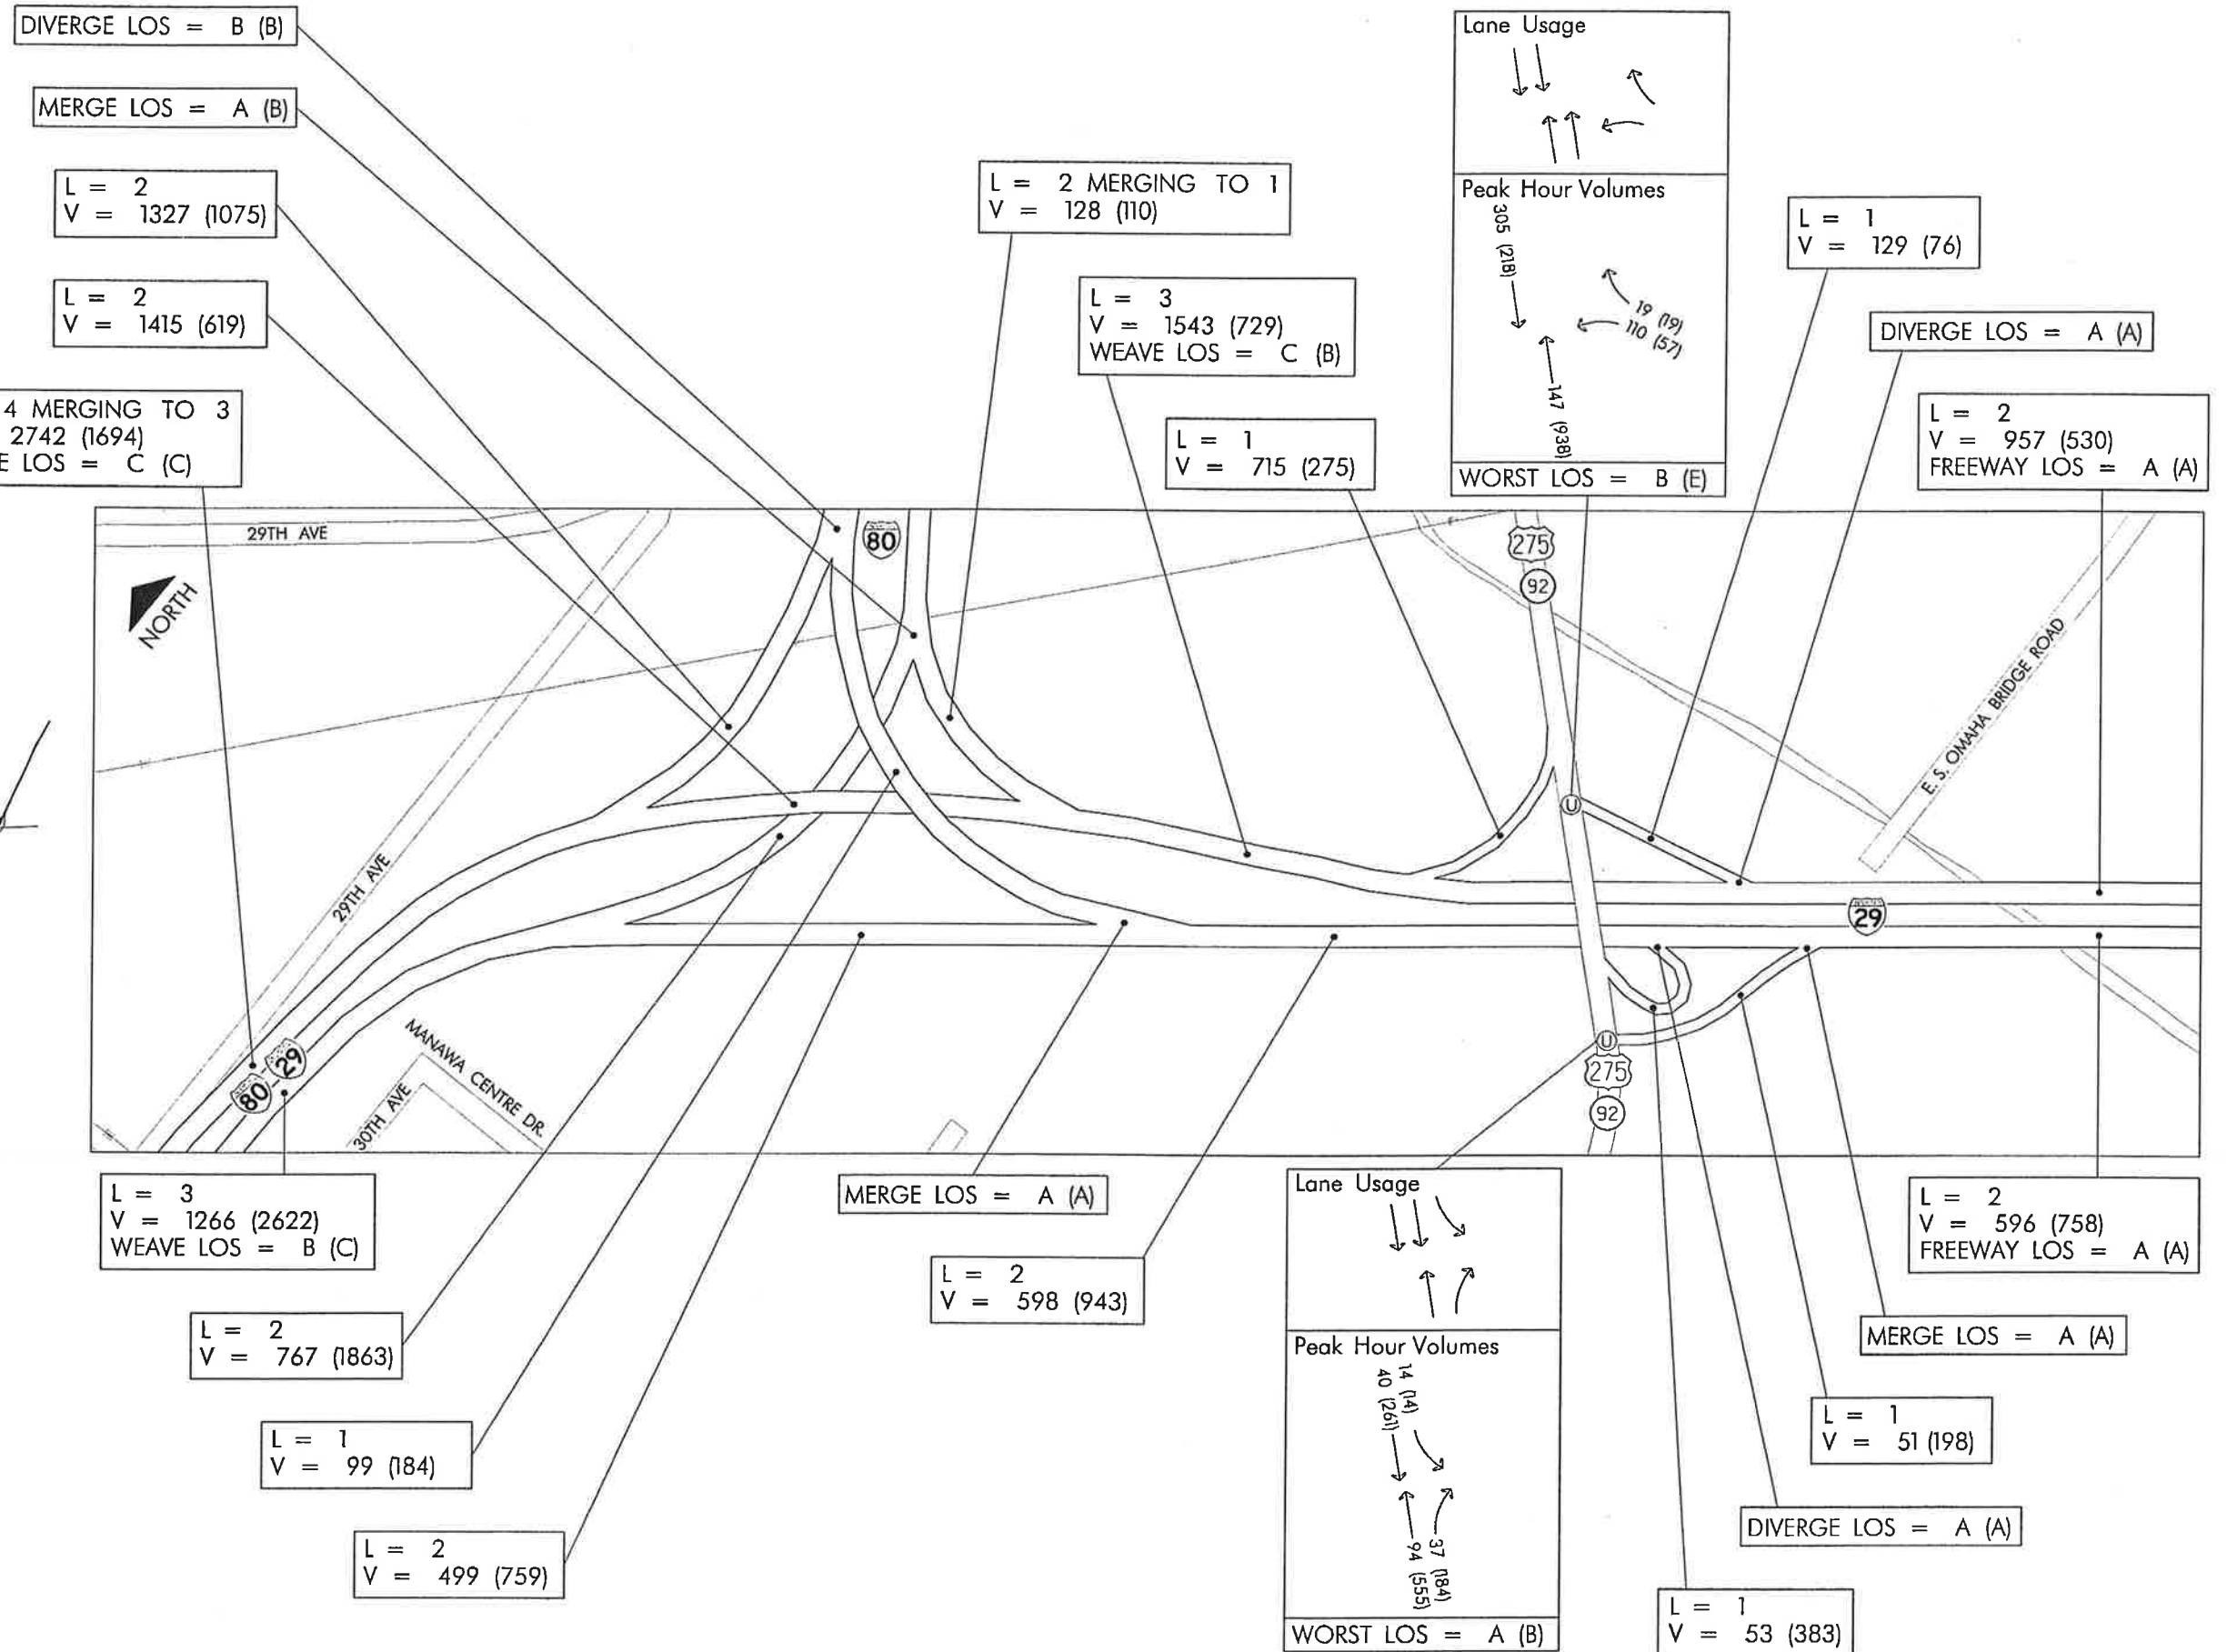 DIVERGE LOS = B (B)
MERGE LOS = A (B)
L = 2
V = 1327 (1075)
L = 2
V = 1415 (619)
4 MERGING TO 3
2742 (1694)
E LOS = C (C)
L = 2 MERGING TO 1
V = 128 (110)
L = 3
V = 1543 (729)
WEAVE LOS = C (B)
L = 1
V = 715 (275)
Lane Usage
Peak Hour Volumes
305 (218)
19 (19)
110 (57)
147 (938)
WORST LOS = B (E)
L = 1
V = 129 (76)
DIVERGE LOS = A (A)
L = 2
V = 957 (530)
FREEWAY LOS = A (A)
29TH AVE
NORTH
80
275
92
E. S. OMAHA BRIDGE ROAD
U
29TH AVE
29
80
29
MANAWA CENTRE DR.
30TH AVE
U
275
92
L = 3
V = 1266 (2622)
WEAVE LOS = B (C)
MERGE LOS = A (A)
L = 2
V = 598 (943)
L = 2
V = 767 (1863)
L = 1
V = 99 (184)
L = 2
V = 499 (759)
Lane Usage
Peak Hour Volumes
14 (14)
40 (261)
37 (184)
94 (555)
WORST LOS = A (B)
L = 2
V = 596 (758)
FREEWAY LOS = A (A)
MERGE LOS = A (A)
L = 1
V = 51 (198)
DIVERGE LOS = A (A)
L = 1
V = 53 (383)